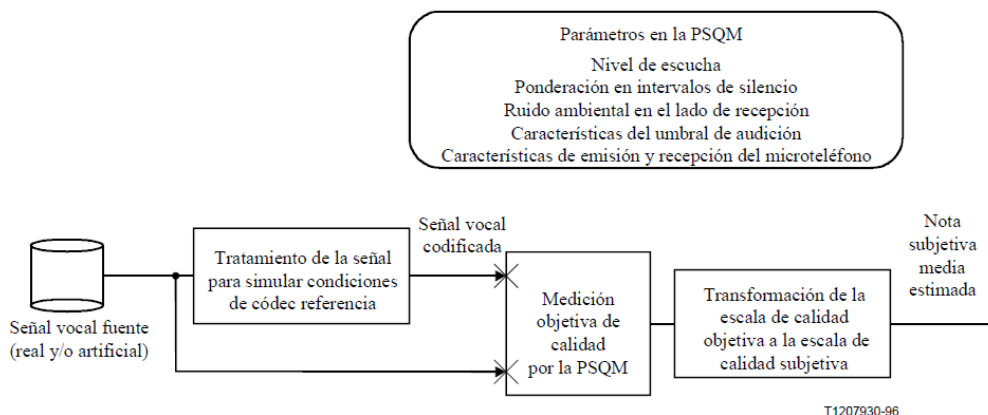 Parámetros en la PSQM
Nivel de escucha
Ponderación en intervalos de silencio
Ruido ambiental en el lado de recepción
Características del umbral de audición
Características de emisión y recepción del microteléfono
Señal vocal fuente
(real y/o artificial)
Tratamiento de la señal
para simular condiciones
de códec referencia
Señal vocal
codificada
Medición
objetiva de
calidad
por la PSQM
Transformación de la
escala de calidad
objetiva a la escala de
calidad subjetiva
Nota
subjetiva
media
estimada
T1207930-96